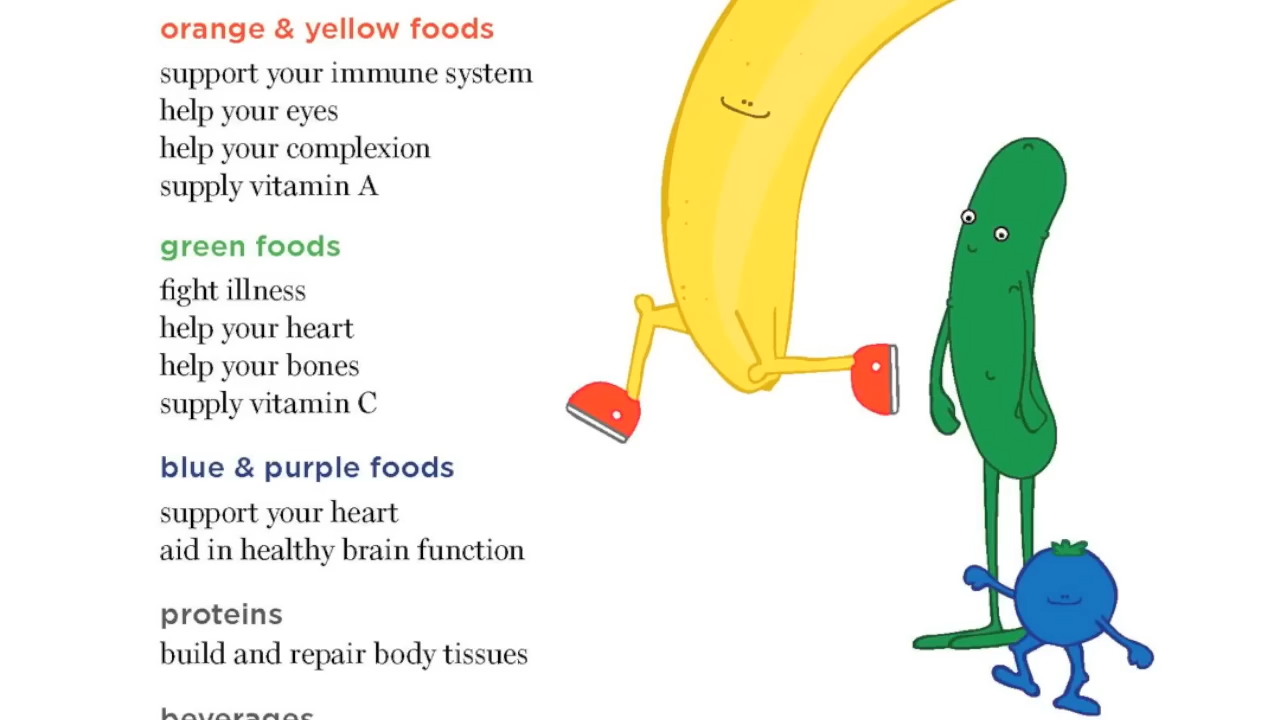 orange & yellow foods
support your immune system
help your eyes
help your complexion
supply vitamin A
green foods
fight illness
help your heart
help your bones
supply vitamin C
blue & purple foods
support your heart
aid in healthy brain function
proteins
build and repair body tissues
beverages